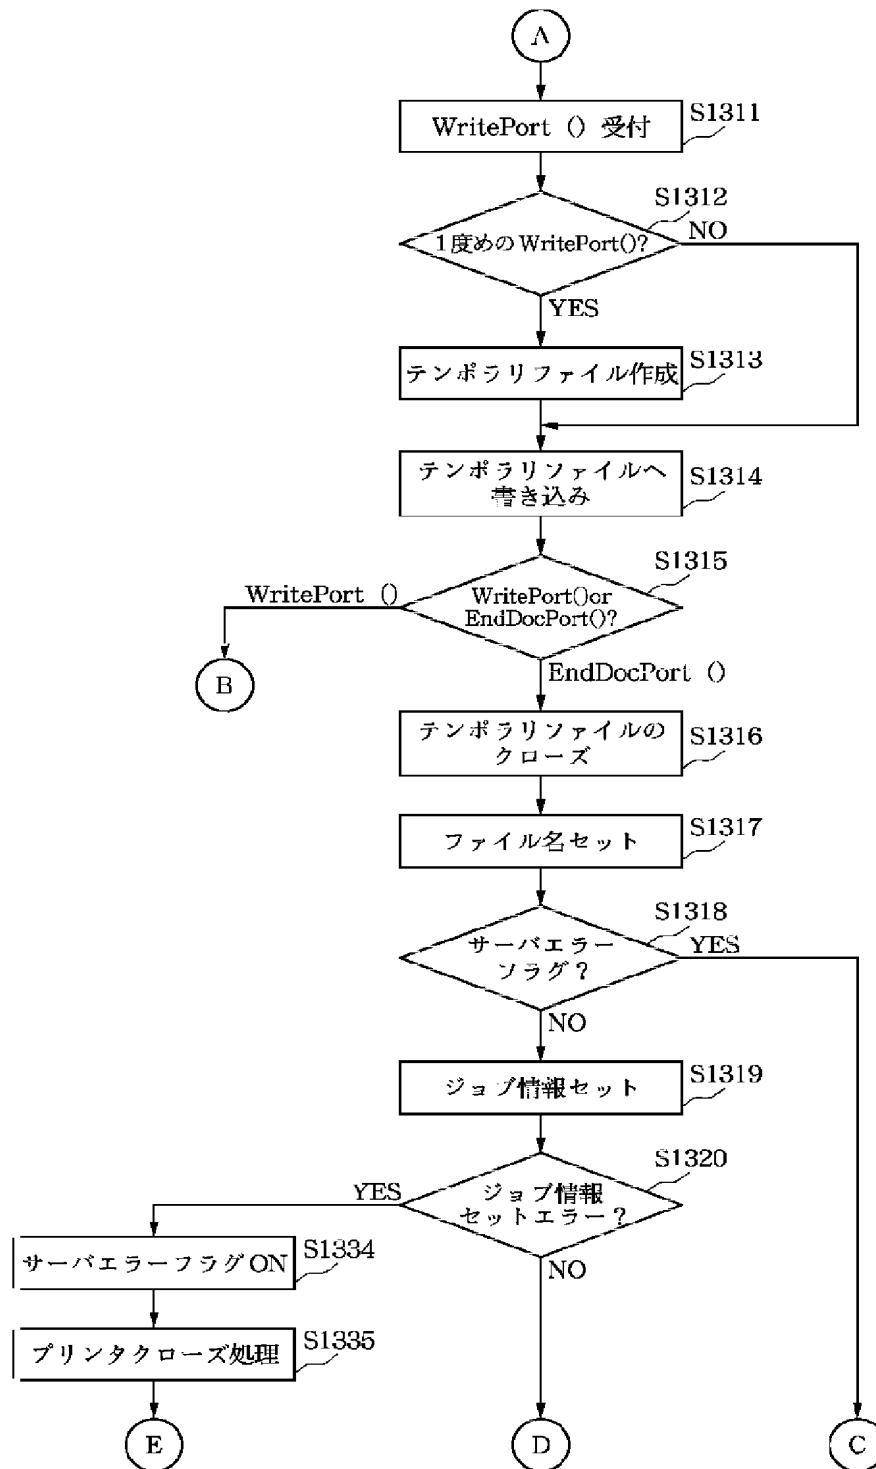 A
WritePort () 受付
S1311
S1312
1度めのWritePort()?
NO
YES
テンポラリファイル作成
S1313
テンポラリファイルへ
書き込み
S1314
S1315
WritePort ()
WritePort()or
EndDocPort()?
B
EndDocPort ()
テンポラリファイルの
クローズ
S1316
ファイル名セット
S1317
S1318
サーバエラー
フラグ？
YES
NO
ジョブ情報セット
S1319
S1320
YES
ジョブ情報
セットエラー？
サーバエラーフラグON
S1334
NO
プリンタクローズ処理
S1335
E
D
C